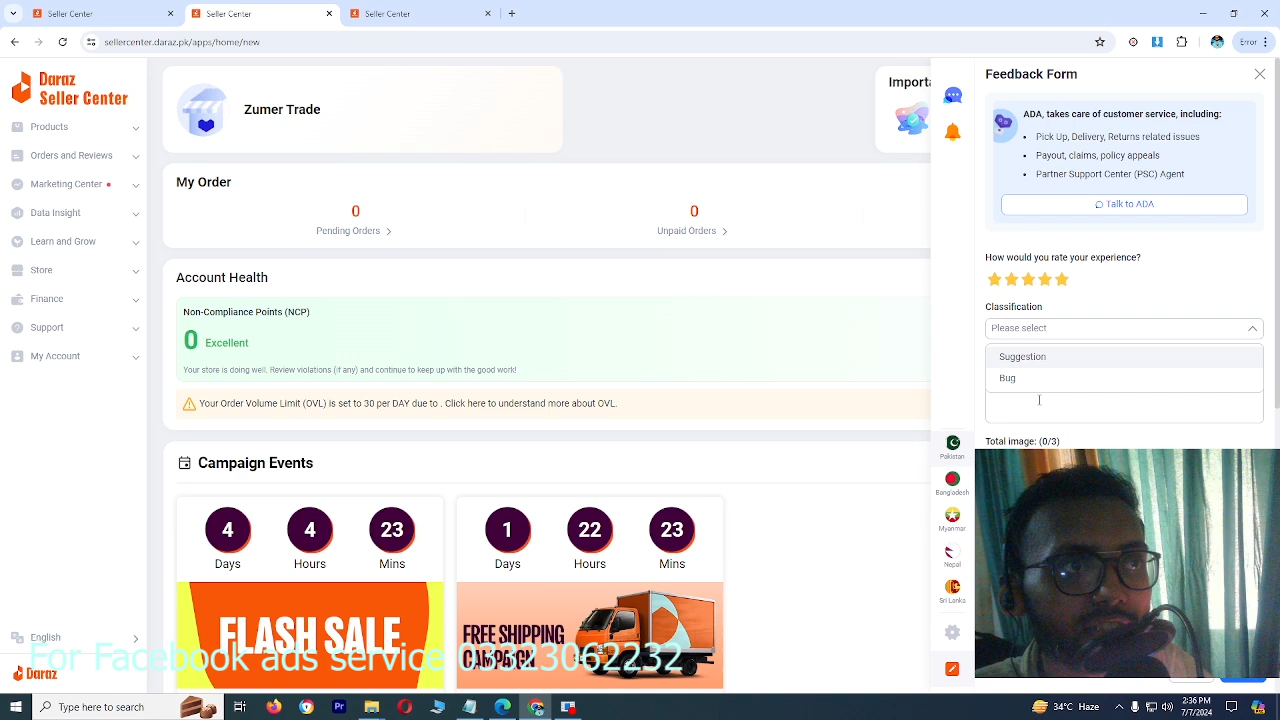 Daraz Seller Center
Daraz Seller Center
Daraz Seller Center
sellercenter.daraz.pk/apps/home/new
Error
Daraz
Seller Center
Products
Orders and Reviews
Marketing Center
Data Insight
Learn and Grow
Store
Finance
Support
My Account
English
Daraz
Zumer Trade
Importa
My Order
0
Pending Orders
0
Unpaid Orders
Account Health
Non-Compliance Points (NCP)
0 Excellent
Your store is doing well. Review violations (if any) and continue to keep up with the good work!
Your Order Volume Limit (OVL) is set to 30 per DAY due to . Click here to understand more about OVL.
Campaign Events
4 4 23
Days Hours Mins
FLASH SALE
1 22 23
Days Hours Mins
FREE SHIPPING
CAMPAIGN
Pakistan
Bangladesh
Myanmar
Nepal
Sri Lanka
Feedback Form
ADA, takes care of customer service, including:
• Pick Up, Delivery, Returns related issues
• Payout, claims, policy appeals
• Partner Support Center (PSC) Agent
Talk to ADA
How would you rate your experience?
Classification
Please select
Suggestion
Bug
Total image: (0/3)
For Facebook ads service 03323062232
Type here to search
Pr
2:36 PM
7/7/2024